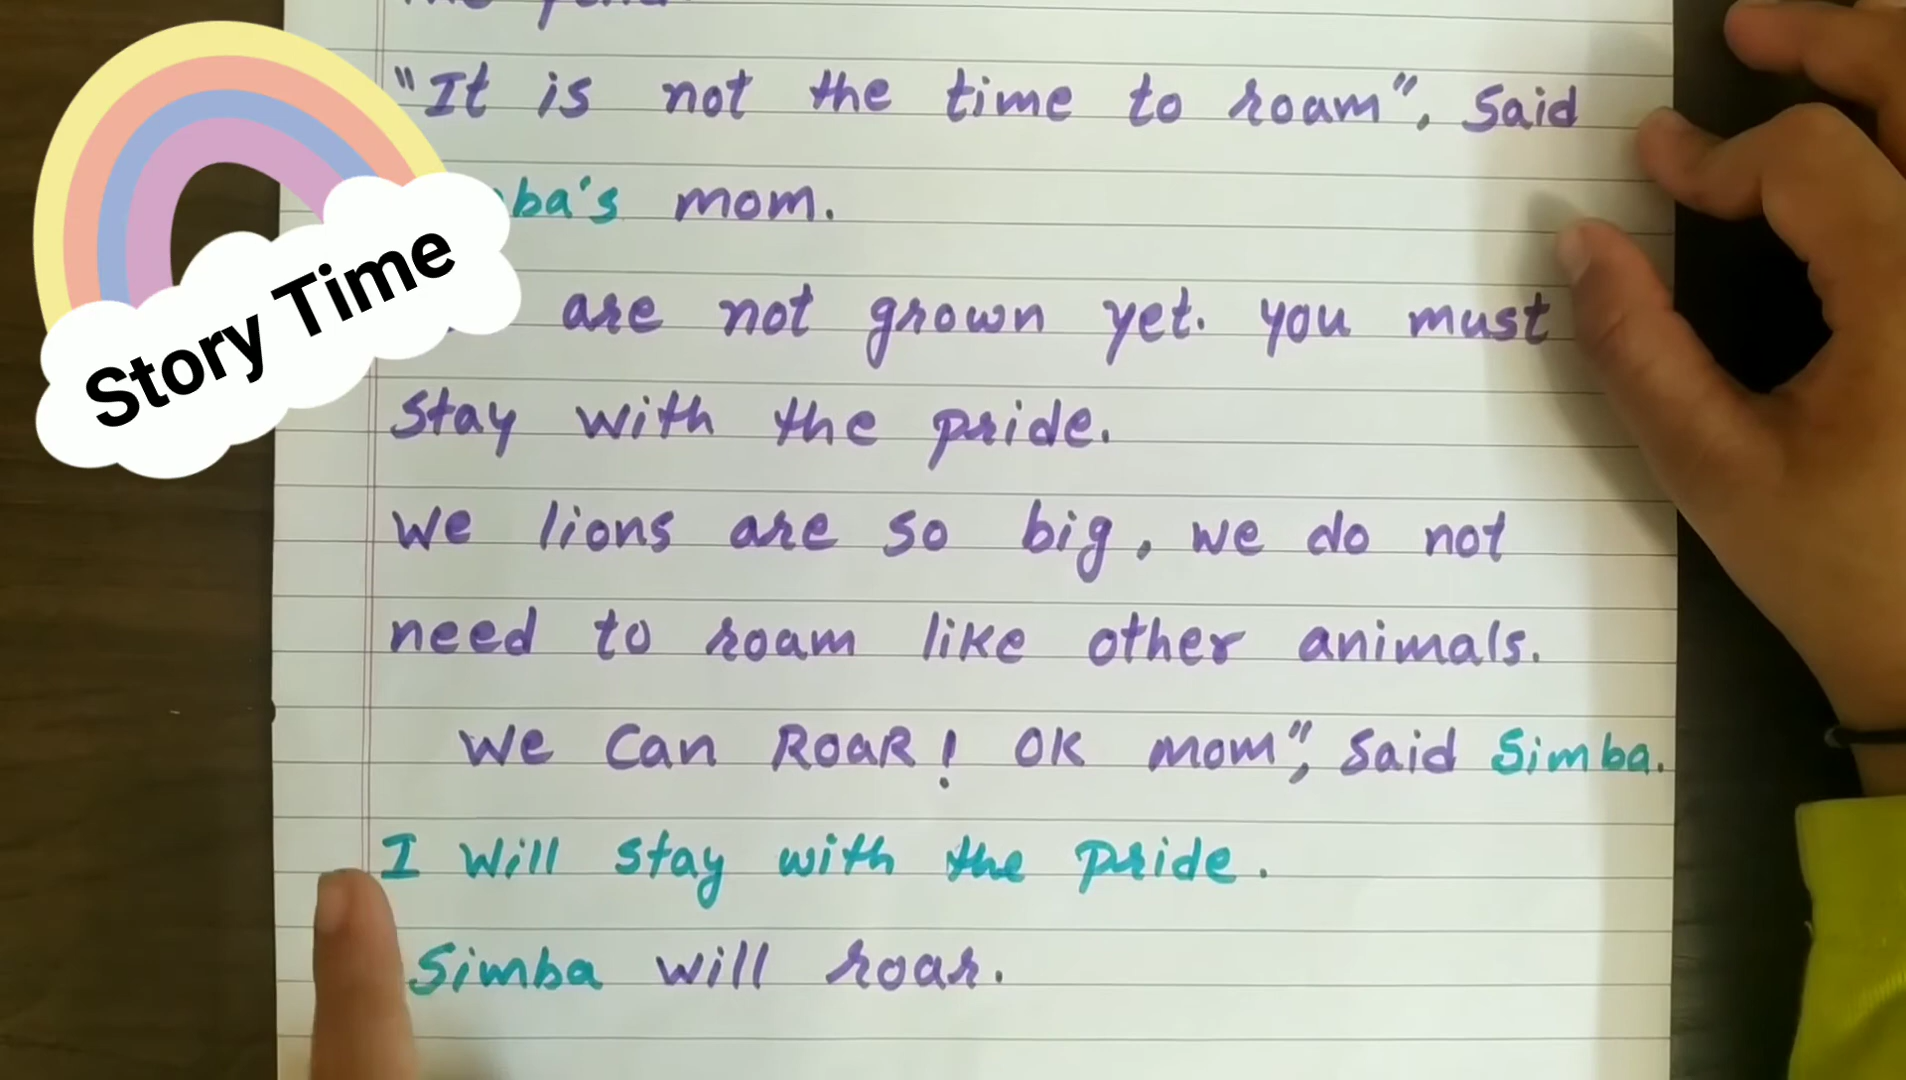 "It is not the time to roam", Said
ba's mom.
are not grown yet. you must
stay with the pride.
we lions are so big, we do not
need to roam like other animals.
We Can ROAR! OK Mom", Said Simba.
I Will stay with the pride.
Simba will roar.
Story Time